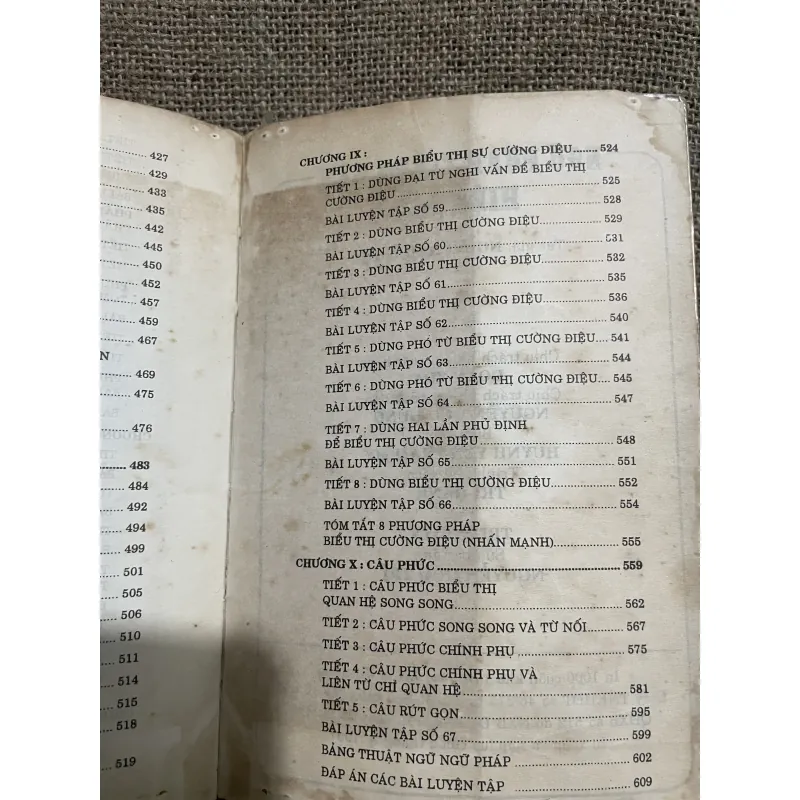 427
429
433
435
442
445
450
452
457
459
467
N
469
475
476
483
484
492
494
499
501
505
506
510
511
514
515
518
519
CHƯƠNG IX :
PHƯƠNG PHÁP BIỂU THỊ SỰ CƯỜNG ĐIỆU........ 524
TIẾT 1 : DÙNG ĐẠI TỪ NGHI VẤN ĐỂ BIỂU THỊ
CƯỜNG ĐIỆU........ 525
BÀI LUYỆN TẬP SỐ 59........ 528
TIẾT 2 : DÙNG BIỂU THỊ CƯỜNG ĐIỆU........ 529
BÀI LUYỆN TẬP SỐ 60........ 531
TIẾT 3 : DÙNG BIỂU THỊ CƯỜNG ĐIỆU........ 532
BÀI LUYỆN TẬP SỐ 61........ 535
TIẾT 4 : DÙNG BIỂU THỊ CƯỜNG ĐIỆU........ 536
BÀI LUYỆN TẬP SỐ 62........ 540
TIẾT 5 : DÙNG PHÓ TỪ BIỂU THỊ CƯỜNG ĐIỆU.... 541
BÀI LUYỆN TẬP SỐ 63........ 544
TIẾT 6 : DÙNG PHÓ TỪ BIỂU THỊ CƯỜNG ĐIỆU.... 545
BÀI LUYỆN TẬP SỐ 64........ 547
TIẾT 7 : DÙNG HAI LẦN PHỦ ĐỊNH
ĐỂ BIỂU THỊ CƯỜNG ĐIỆU........ 548
BÀI LUYỆN TẬP SỐ 65........ 551
TIẾT 8 : DÙNG BIỂU THỊ CƯỜNG ĐIỆU........ 552
BÀI LUYỆN TẬP SỐ 66........ 554
TÓM TẮT 8 PHƯƠNG PHÁP
BIỂU THỊ CƯỜNG ĐIỆU (NHẤN MẠNH)........ 555
CHƯƠNG X : CÂU PHỨC........ 559
TIẾT 1 : CÂU PHỨC BIỂU THỊ
QUAN HỆ SONG SONG........ 562
TIẾT 2 : CÂU PHỨC SONG SONG VÀ TỪ NỐI........ 567
TIẾT 3 : CÂU PHỨC CHÍNH PHỤ ........ 575
TIẾT 4 : CÂU PHỨC CHÍNH PHỤ VÀ
LIÊN TỪ CHỈ QUAN HỆ ........ 581
TIẾT 5 : CÂU RÚT GỌN........ 595
BÀI LUYỆN TẬP SỐ 67........ 599
BẢNG THUẬT NGỮ NGỮ PHÁP ........ 602
ĐÁP ÁN CÁC BÀI LUYỆN TẬP ........ 609